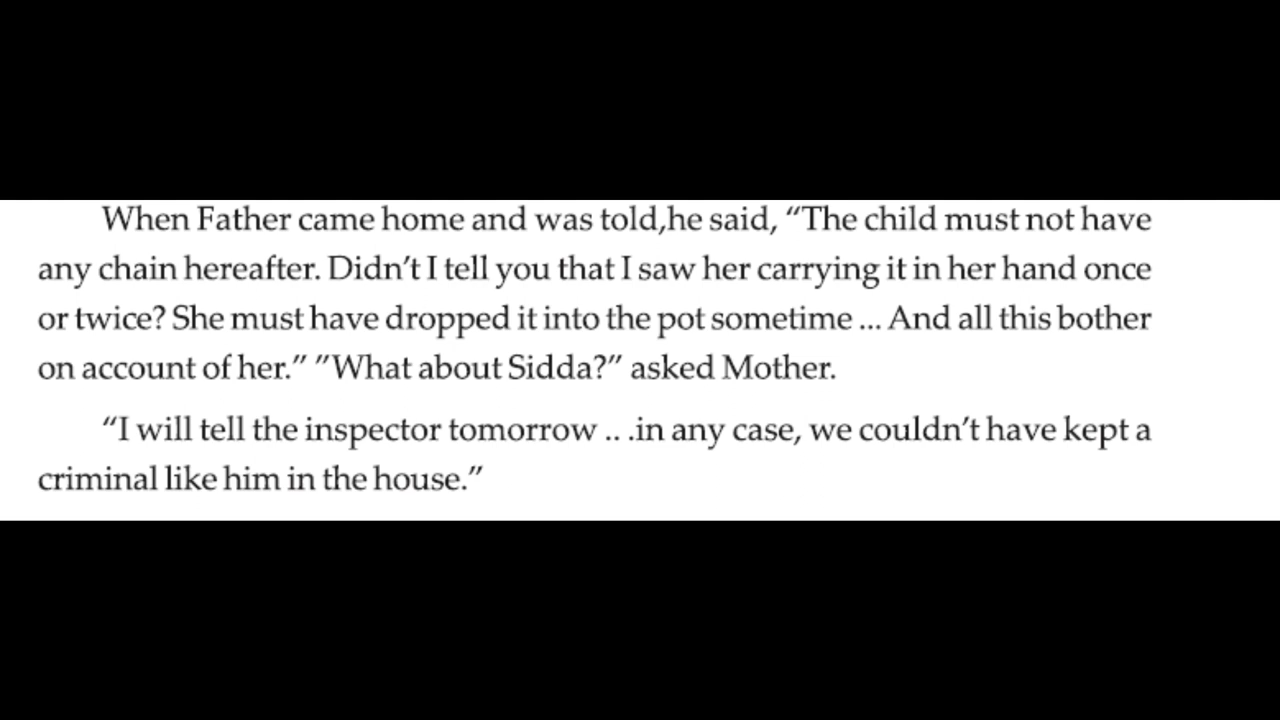 When Father came home and was told,he said, “The child must not have
any chain hereafter. Didn’t I tell you that I saw her carrying it in her hand once
or twice? She must have dropped it into the pot sometime ... And all this bother
on account of her.” ”What about Sidda?” asked Mother.
“I will tell the inspector tomorrow .. .in any case, we couldn’t have kept a
criminal like him in the house.”